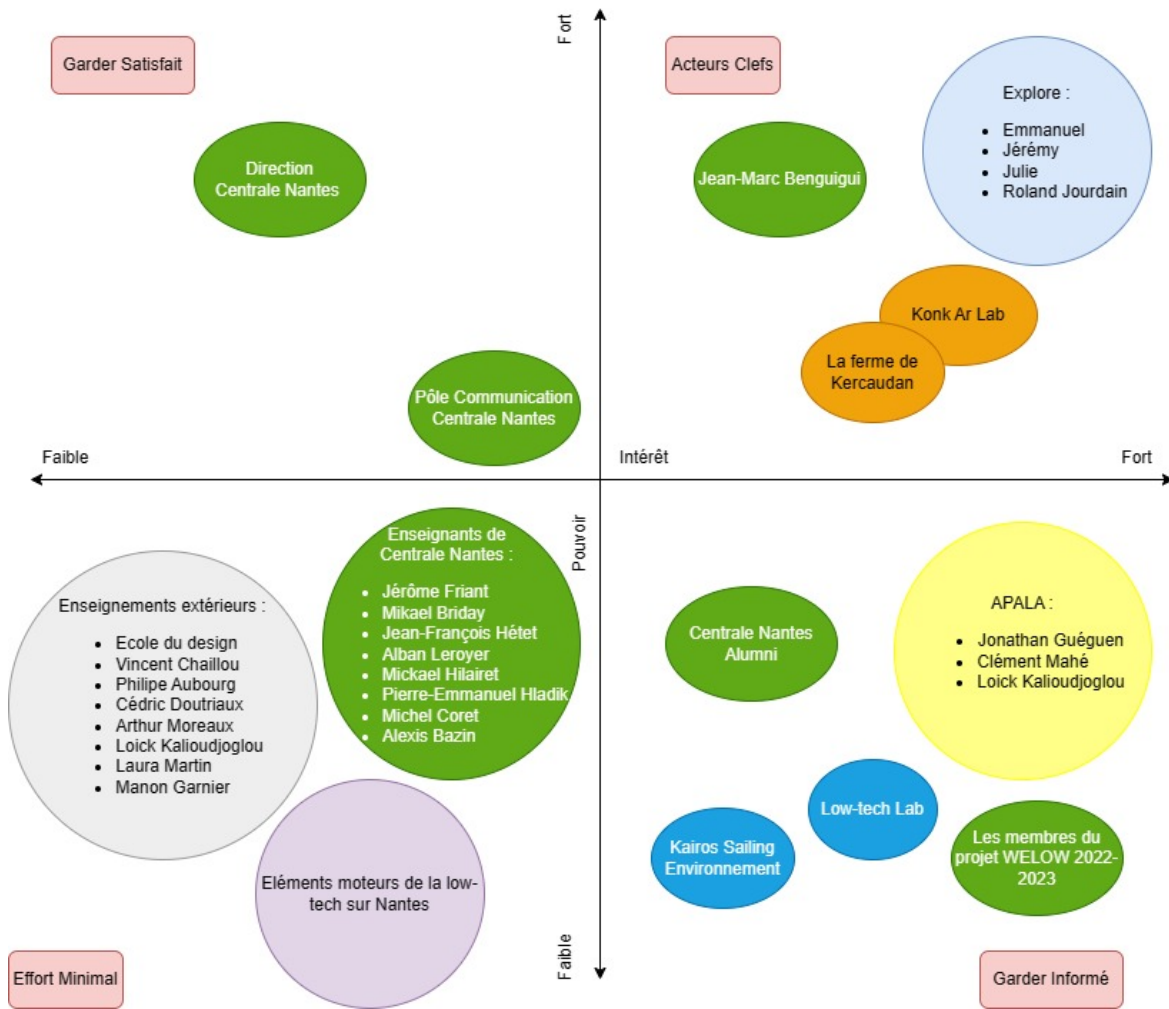 Garder Satisfait
Fort
Acteurs Clefs
Direction
Centrale Nantes
Jean-Marc Benguigui
Explore :
Emmanuel
Jérémy
Julie
Roland Jourdain
Konk Ar Lab
La ferme de
Kercaudan
Pôle Communication
Centrale Nantes
Faible
Intérêt
Fort
Pouvoir
Enseignants de
Centrale Nantes :
Jérôme Friant
Mikael Briday
Jean-François Hétet
Alban Leroyer
Mickael Hilairet
Pierre-Emmanuel Hladik
Michel Coret
Alexis Bazin
Enseignements extérieurs :
Ecole du design
Vincent Chaillou
Philipe Aubourg
Cédric Doutriaux
Arthur Moreaux
Loick Kalioudjoglou
Laura Martin
Manon Garnier
Eléments moteurs de la low-
tech sur Nantes
Centrale Nantes
Alumni
APALA :
Jonathan Guéguen
Clément Mahé
Loick Kalioudjoglou
Low-tech Lab
Kairos Sailing
Environnement
Les membres du
projet WELOW 2022-
2023
Effort Minimal
Faible
Garder Informé